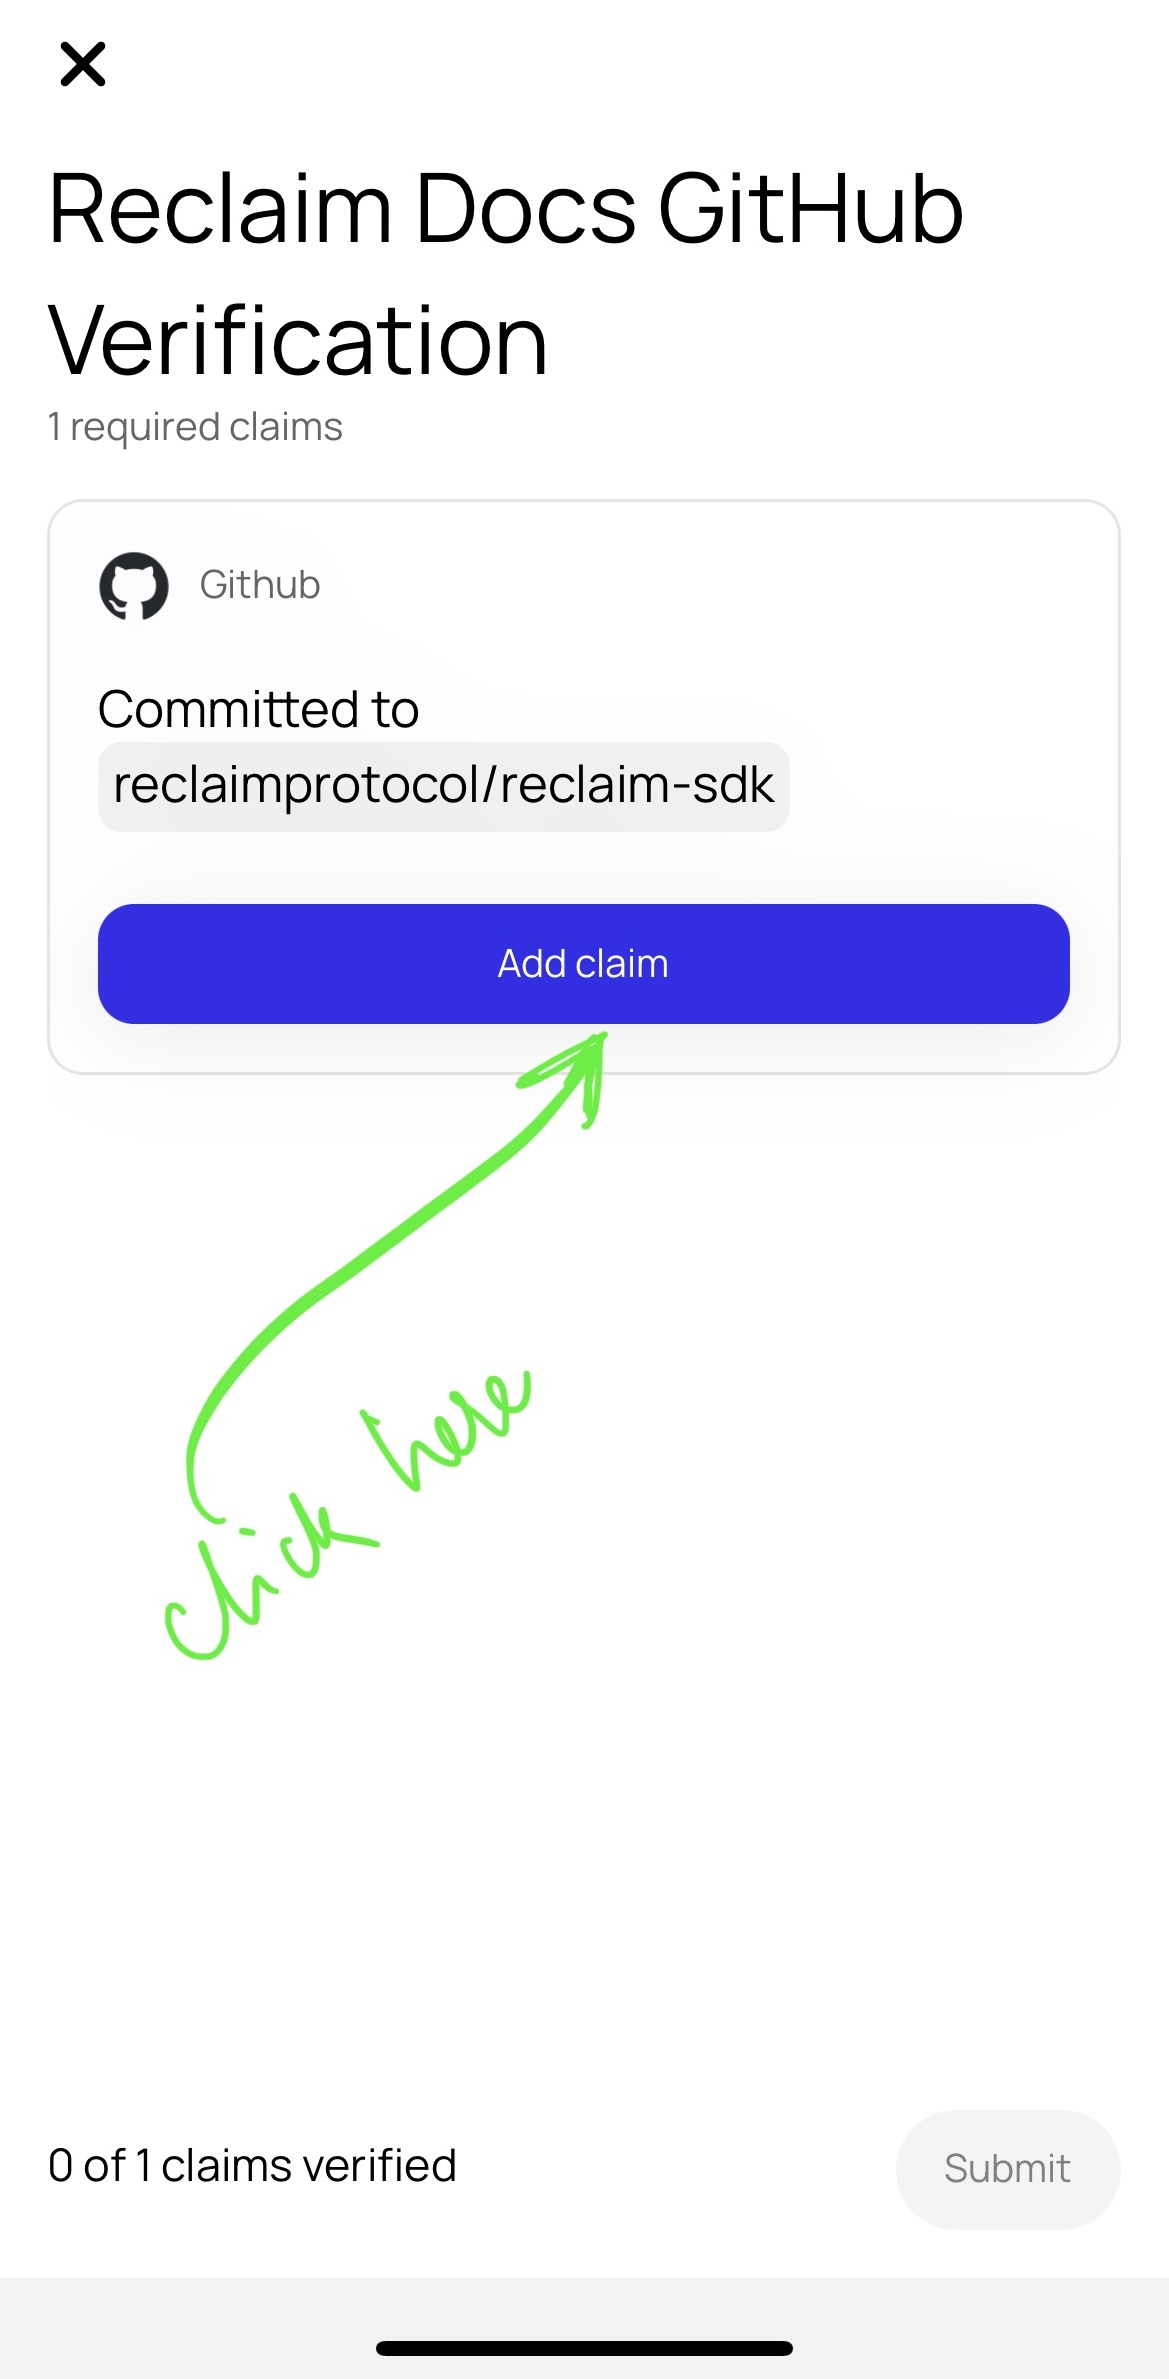 Reclaim Docs GitHub
Verification
1 required claims
Github
Committed to
reclaimprotocol/reclaim-sdk
Add claim
click here
0 of 1 claims verified
Submit